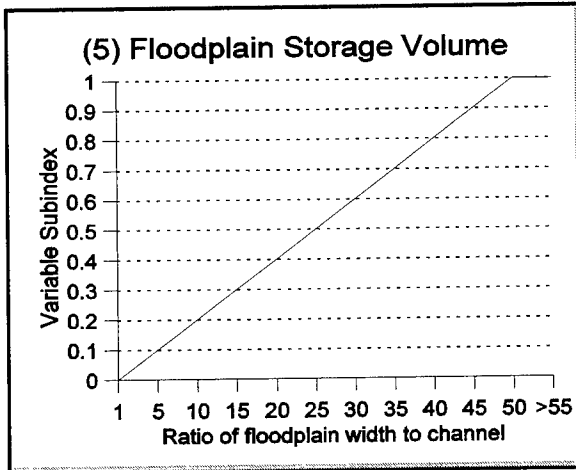 (5) Floodplain Storage Volume
Variable Subindex
1
0.9
0.8
0.7
0.6
0.5
0.4
0.3
0.2
0.1
0
1 5 10 15 20 25 30 35 40 45 50 >55
Ratio of floodplain width to channel